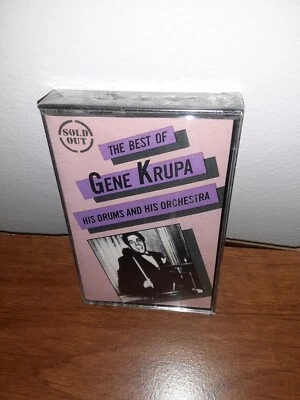 SOLD
OUT
THE BEST OF
GENE KRUPA
HIS DRUMS AND HIS ORCHESTRA